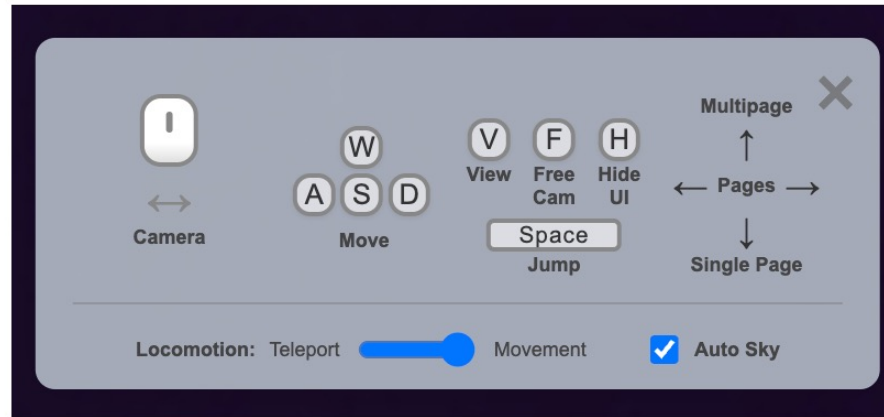 Camera
W
A S D
Move
V F H
View Free Cam Hide UI
Space
Jump
Multipage
↑
← Pages →
↓
Single Page
Locomotion: Teleport Movement Auto Sky